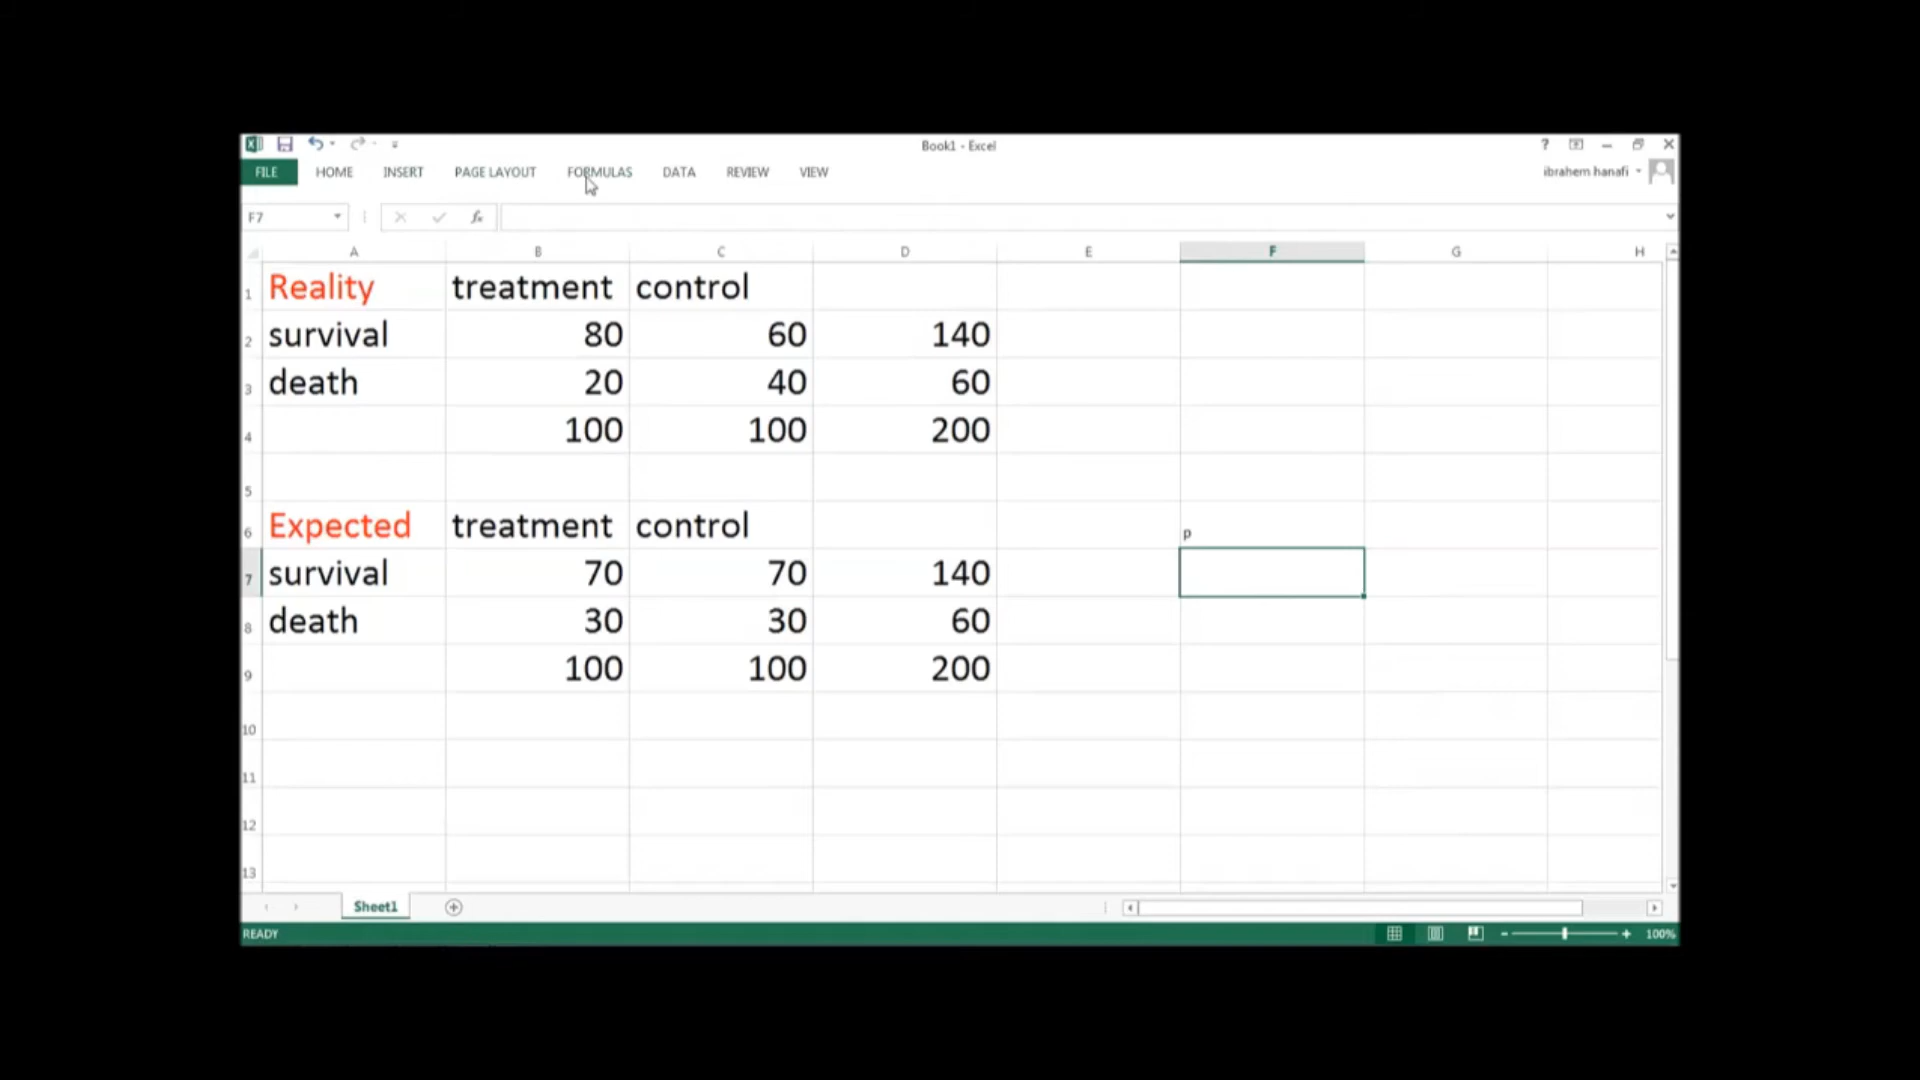 Book1 - Excel
?
FILE HOME INSERT PAGE LAYOUT FORMULAS DATA REVIEW VIEW
ibrahem hanafi
F7
fx
A B C D E F G H
1 Reality treatment control
2 survival 80 60 140
3 death 20 40 60
4 100 100 200
5
6 Expected treatment control p
7 survival 70 70 140
8 death 30 30 60
9 100 100 200
10
11
12
13
Sheet1
READY
100%